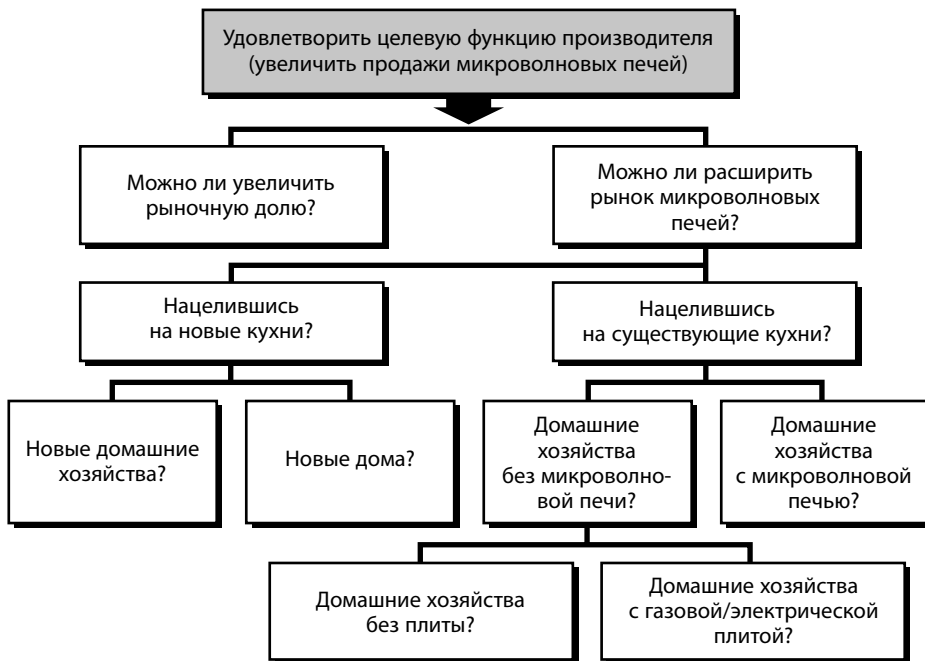 Удовлетворить целевую функцию производителя
(увеличить продажи микроволновых печей)
Можно ли увеличить
рыночную долю?
Можно ли расширить
рынок микроволновых
печей?
Нацелившись
на новые кухни?
Нацелившись
на существующие кухни?
Новые домашние
хозяйства?
Новые дома?
Домашние
хозяйства
без микроволно-
вой печи?
Домашние
хозяйства
с микроволновой
печью?
Домашние хозяйства
без плиты?
Домашние хозяйства
с газовой/электрической
плитой?